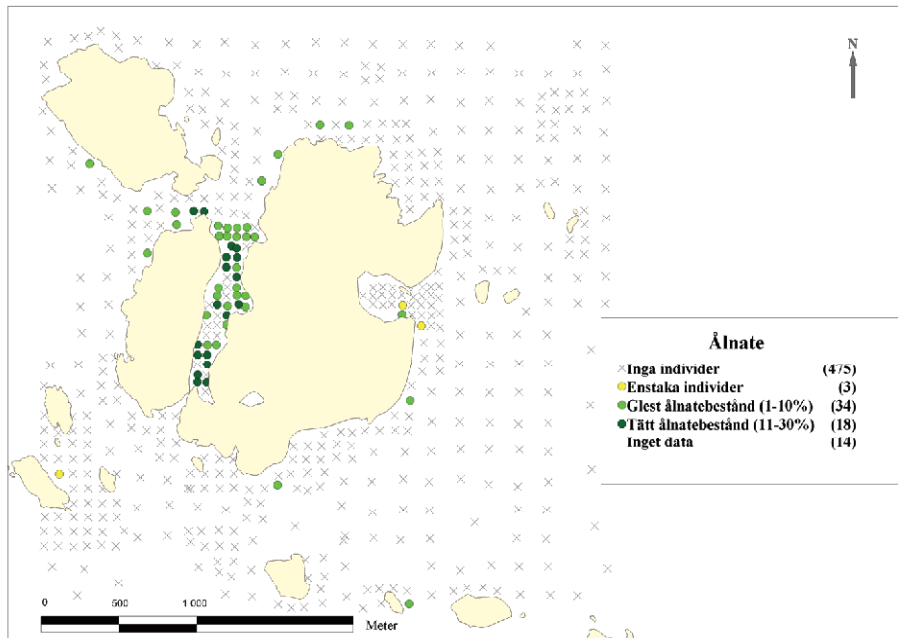 N
Ålnate
Inga individer (475)
Enstaka individer (3)
Glest ålnatebestånd (1-10%) (34)
Tätt ålnatebestånd (11-30%) (18)
Inget data (14)
0 500 1 000
Meter